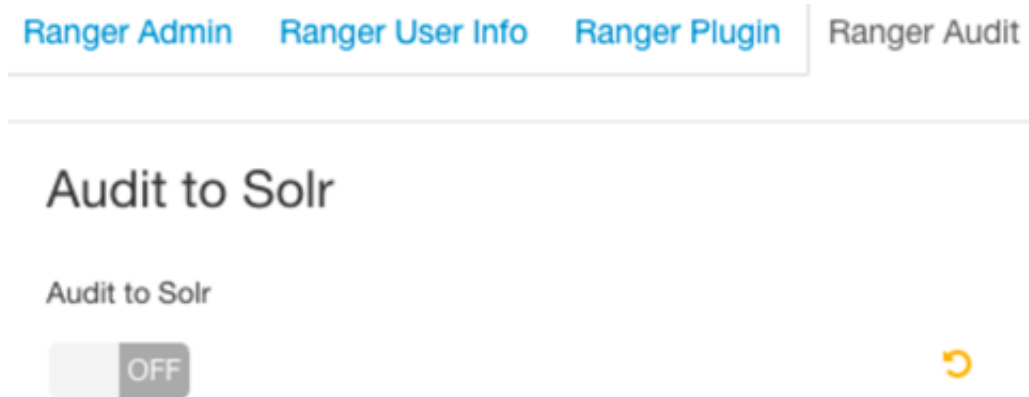 Ranger Admin Ranger User Info Ranger Plugin Ranger Audit
Audit to Solr
Audit to Solr
OFF